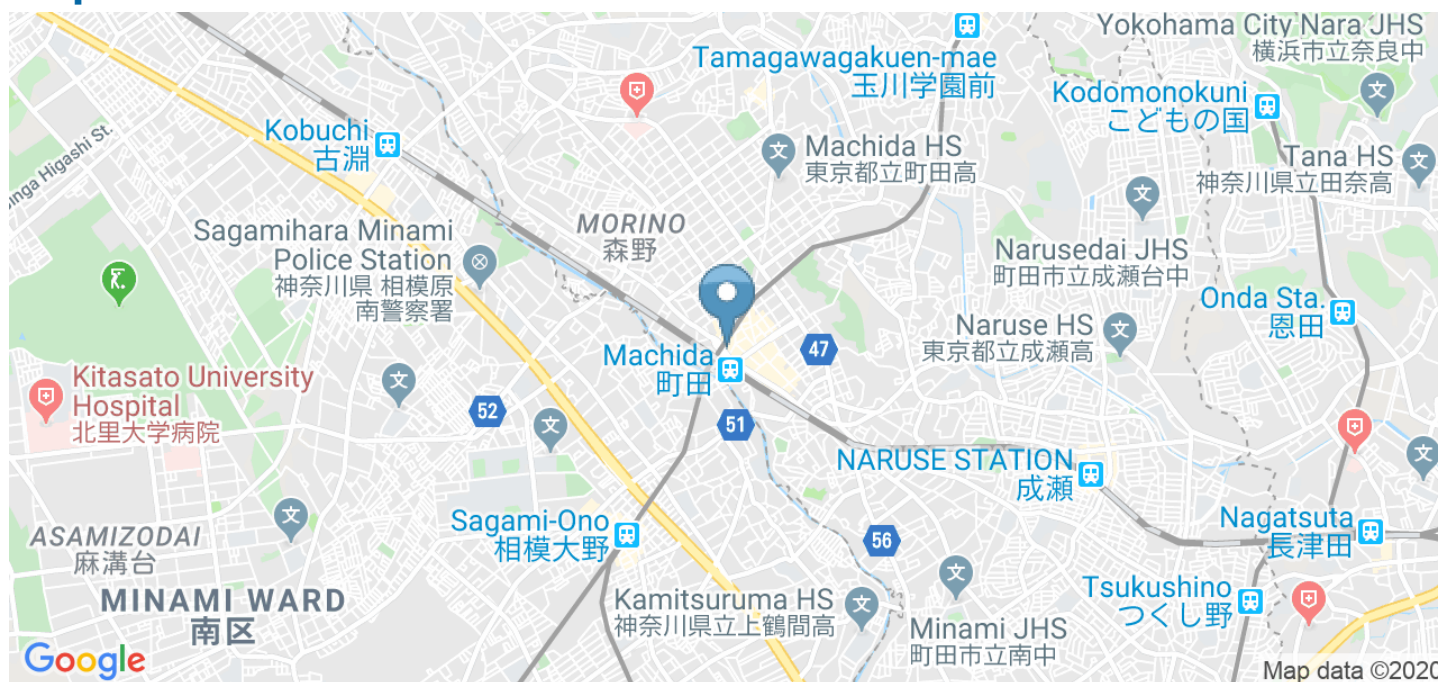 Yokohama City Nara JHS
横浜市立奈良中
Tamagawagakuen-mae
玉川学園前
Kodomonokuni
こどもの国
Kobuchi
古淵
Machida HS
東京都立町田高
Tana HS
神奈川県立田奈高
nga Higashi St.
MORINO
森野
Sagamihara Minami
Police Station
神奈川県 相模原
南警察署
Narusedai JHS
町田市立成瀬台中
Onda Sta.
恩田
Naruse HS
東京都立成瀬高
47
Machida
町田
Kitasato University
Hospital
北里大学病院
52
51
NARUSE STATION
成瀬
Sagami-Ono
相模大野
Nagatsuta
長津田
ASAMIZODAI
麻溝台
56
MINAMI WARD
南区
Kamitsuruma HS
神奈川県立上鶴間高
Tsukushino
つくし野
Minami JHS
町田市立南中
Google
Map data ©2020